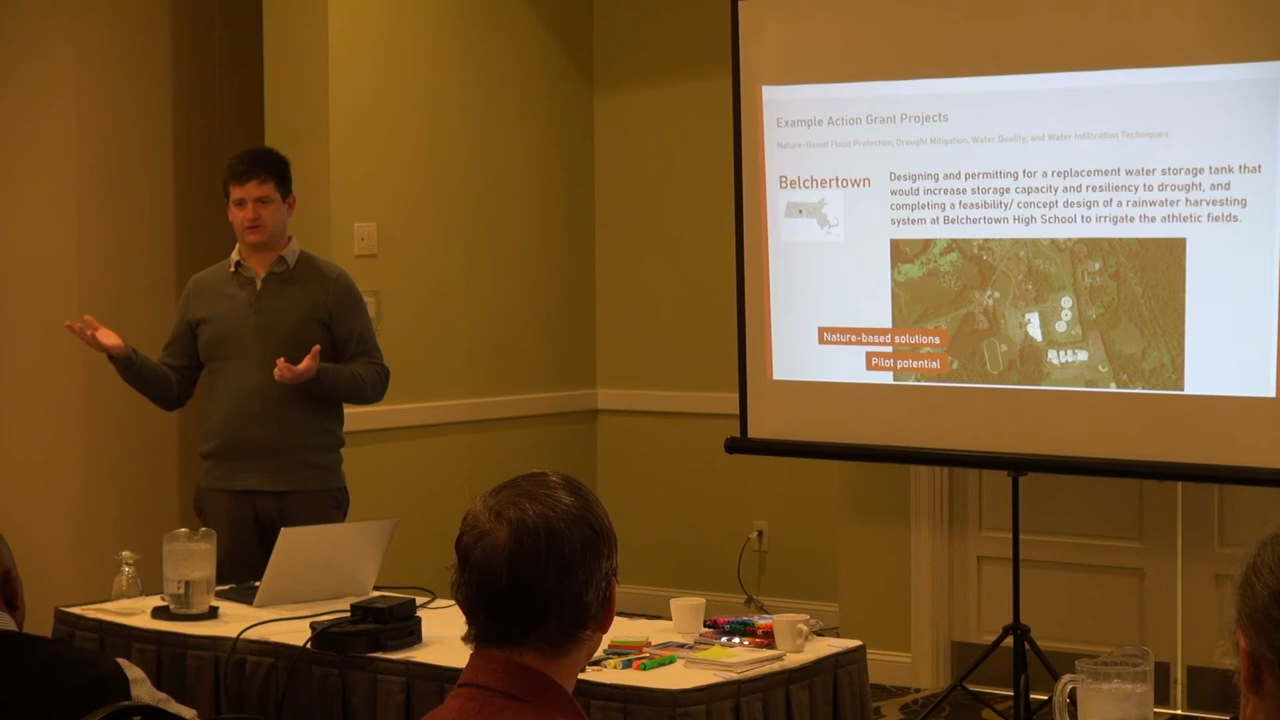 Example Action Grant Projects
Nature-Based Flood Protection, Drought Mitigation, Water Quality, and Water Infiltration Techniques
Belchertown
Designing and permitting for a replacement water storage tank that
would increase storage capacity and resiliency to drought, and
completing a feasibility/ concept design of a rainwater harvesting
system at Belchertown High School to irrigate the athletic fields.
Nature-based solutions
Pilot potential